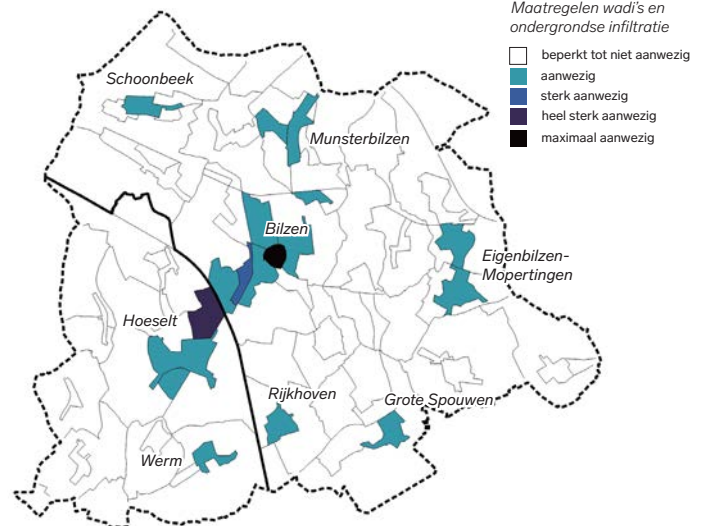 Maatregelen wadi's en
ondergrondse infiltratie
beperkt tot niet aanwezig
aanwezig
sterk aanwezig
heel sterk aanwezig
maximaal aanwezig
Schoonbeek
Munsterbilzen
Bilzen
Eigenbilzen-
Mopertingen
Hoeselt
Rijkhoven
Grote Spouwen
Werm